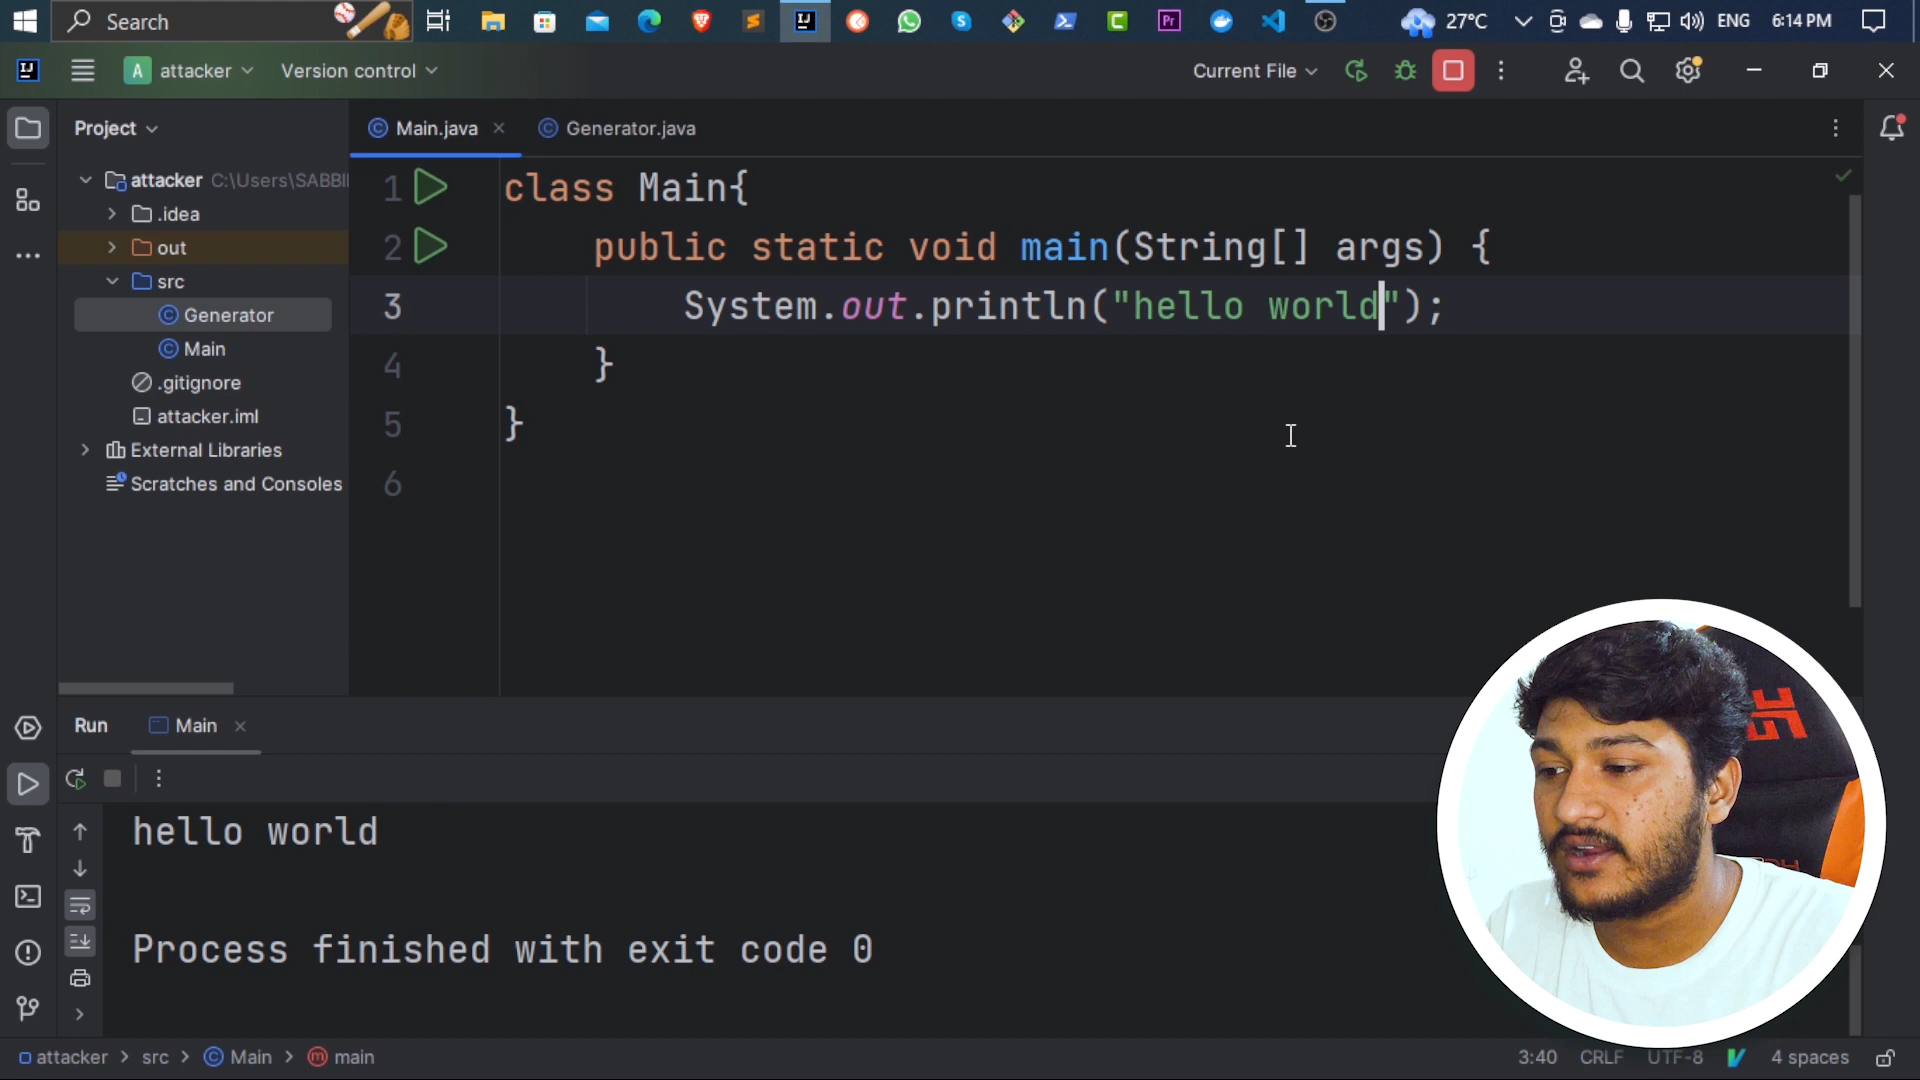 Search
27°C
ENG
6:14 PM
A attacker
Version control
Current File
Project
Main.java
Generator.java
attacker C:\Users\SABBI
.idea
out
src
Generator
Main
.gitignore
attacker.iml
External Libraries
Scratches and Consoles
1 class Main{
2 public static void main(String[] args) {
3 System.out.println("hello world");
4 }
5 }
6
Run
Main
hello world
Process finished with exit code 0
attacker > src > Main > main
3:40 CRLF UTF-8 4 spaces